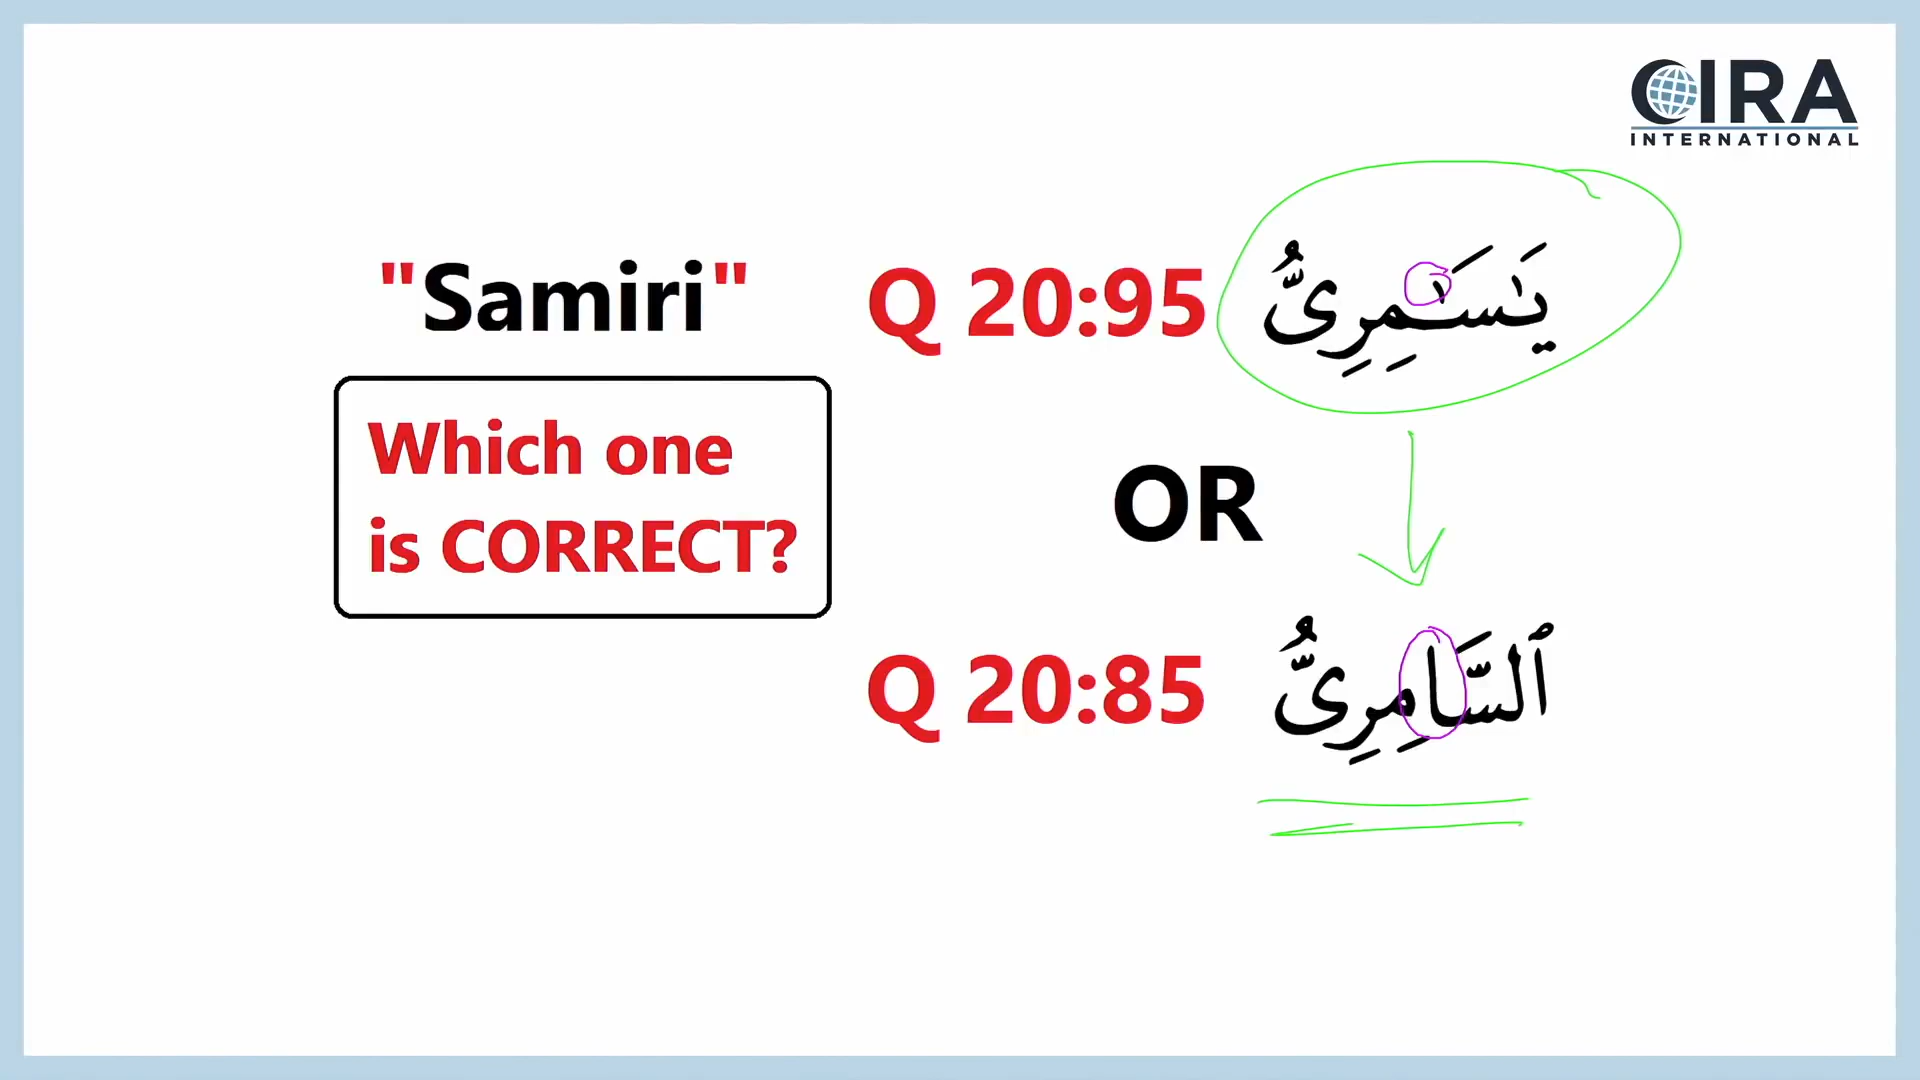 CIRA
INTERNATIONAL
"Samiri" Q 20:95 يَـٰسَـٰمِرِىُّ
Which one
is CORRECT?
OR
Q 20:85 ٱلسَّامِرِىُّ